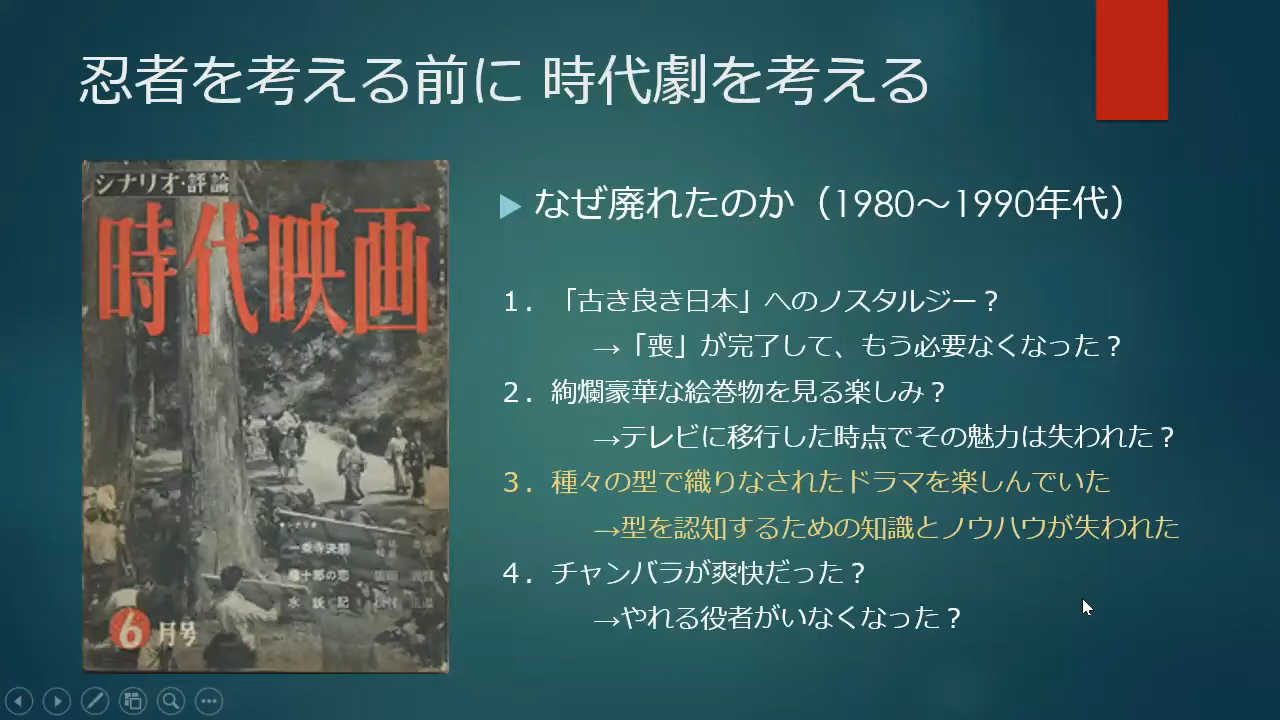 忍者を考える前に 時代劇を考える
シナリオ・評論
時代映画
一乗寺決闘
藤十郎の恋
水妖記
6月号
なぜ廃れたのか（1980～1990年代）
１．「古き良き日本」へのノスタルジー？
→「喪」が完了して、もう必要なくなった？
２．絢爛豪華な絵巻物を見る楽しみ？
→テレビに移行した時点でその魅力は失われた？
３．種々の型で織りなされたドラマを楽しんでいた
→型を認知するための知識とノウハウが失われた
４．チャンバラが爽快だった？
→やれる役者がいなくなった？